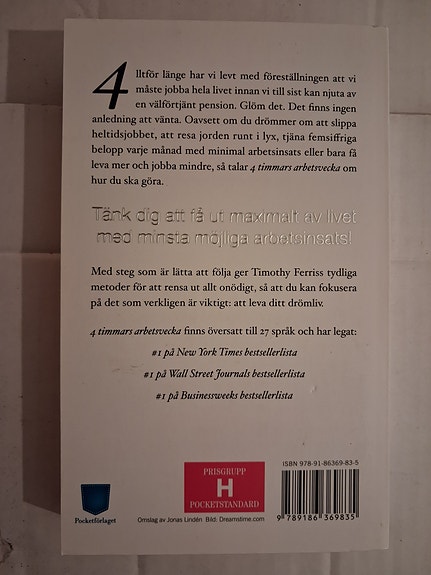 4lltför länge har vi levt med föreställningen att vi
måste jobba hela livet innan vi till sist kan njuta av
en välförtjänt pension. Glöm det. Det finns ingen
anledning att vänta. Oavsett om du drömmer om att slippa
heltidsjobbet, att resa jorden runt i lyx, tjäna femsiffriga
belopp varje månad med minimal arbetsinsats eller bara få
leva mer och jobba mindre, så talar 4 timmars arbetsvecka om
hur du ska göra.
Tänk dig att få ut maximalt av livet
med minsta möjliga arbetsinsats!
Med steg som är lätta att följa ger Timothy Ferriss tydliga
metoder för att rensa ut allt onödigt, så att du kan fokusera
på det som verkligen är viktigt: att leva ditt drömliv.
4 timmars arbetsvecka finns översatt till 27 språk och har legat:
#1 på New York Times bestsellerlista
#1 på Wall Street Journals bestsellerlista
#1 på Businessweeks bestsellerlista
ISBN 978-91-86369-83-5
PRISGRUPP
H
POCKETSTANDARD
Pocketförlaget
Omslag av Jonas Lindén Bild: Dreamstime.com
9 789186 369835